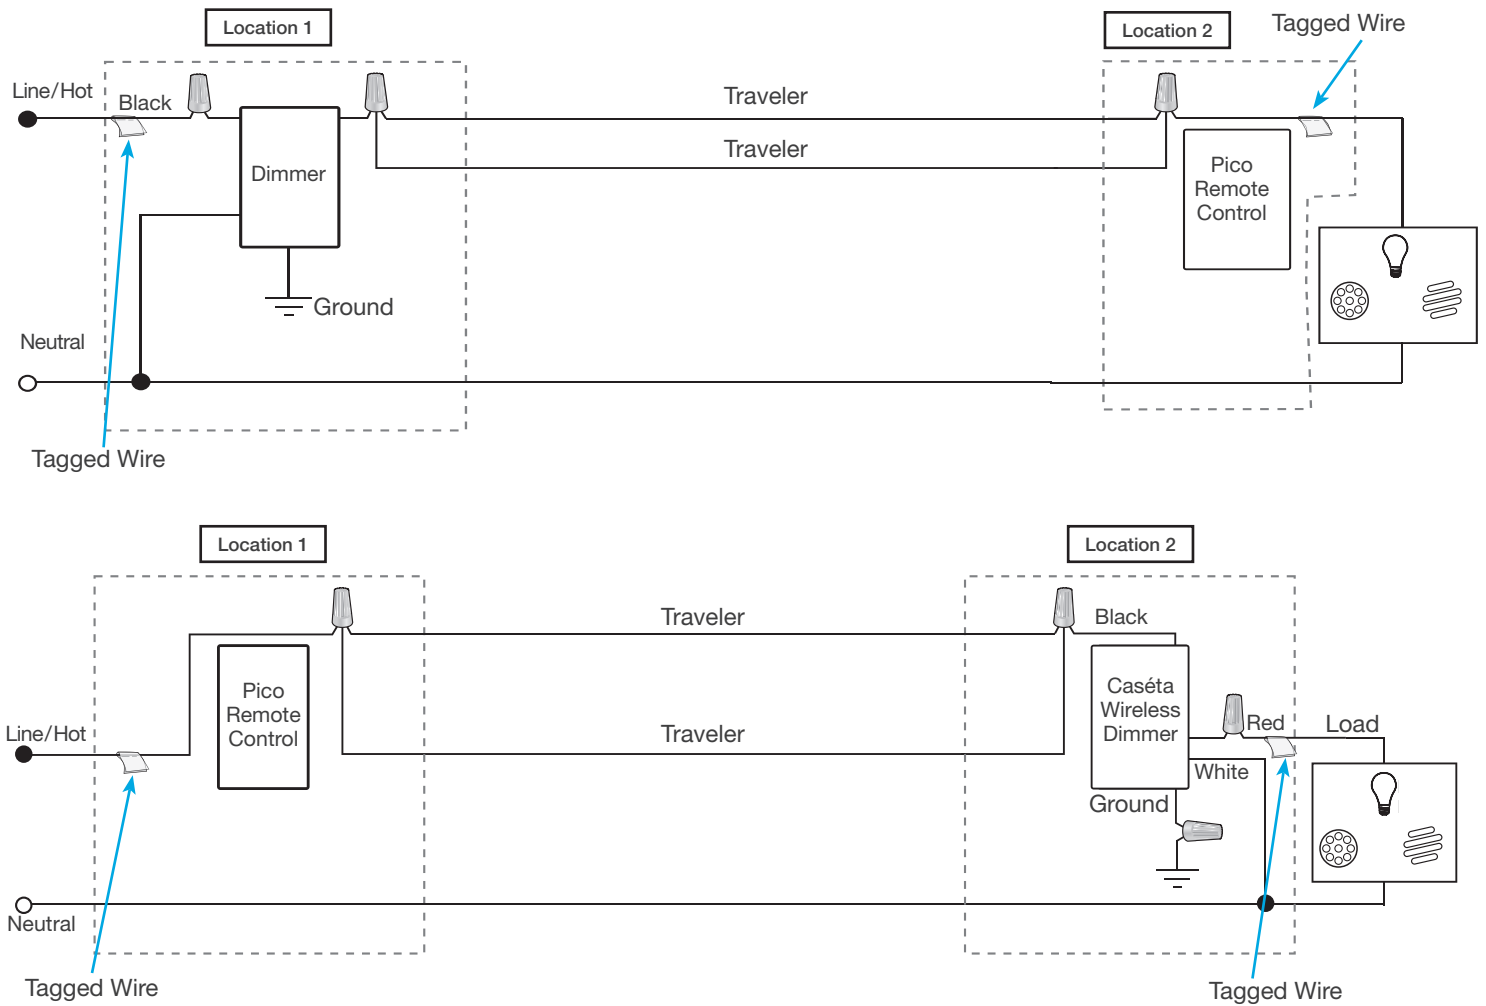 Location 1
Location 2
Tagged Wire
Line/Hot
Black
Traveler
Traveler
Dimmer
Pico
Remote
Control
Ground
Neutral
Tagged Wire
Location 1
Location 2
Traveler
Black
Pico
Remote
Control
Caséta
Wireless
Dimmer
Line/Hot
Traveler
Red
Load
White
Ground
Neutral
Tagged Wire
Tagged Wire